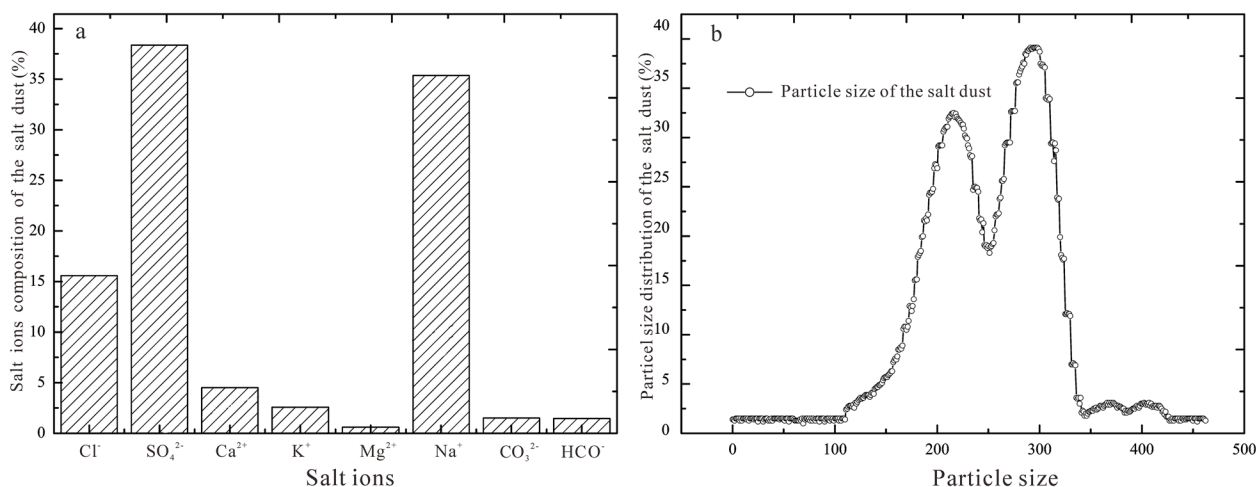 a
Salt ions composition of the salt dust (%)
40
35
30
25
20
15
10
5
0
Cl⁻ SO₄²⁻ Ca²⁺ K⁺ Mg²⁺ Na⁺ CO₃²⁻ HCO⁻
Salt ions
b
Particel size distribution of the salt dust (%)
40
35
30
25
20
15
10
5
0
Particle size of the salt dust
0 200 300 400 500
Particle size